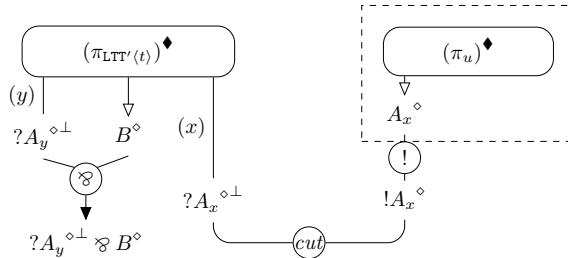 (π_{LTT′⟨t⟩})^♦ (π_u)^♦
(y) (x) A_x^⋄
?A_y^{⋄⊥} B^⋄
!
⅋ ?A_x^{⋄⊥} !A_x^⋄
?A_y^{⋄⊥} ⅋ B^⋄ cut